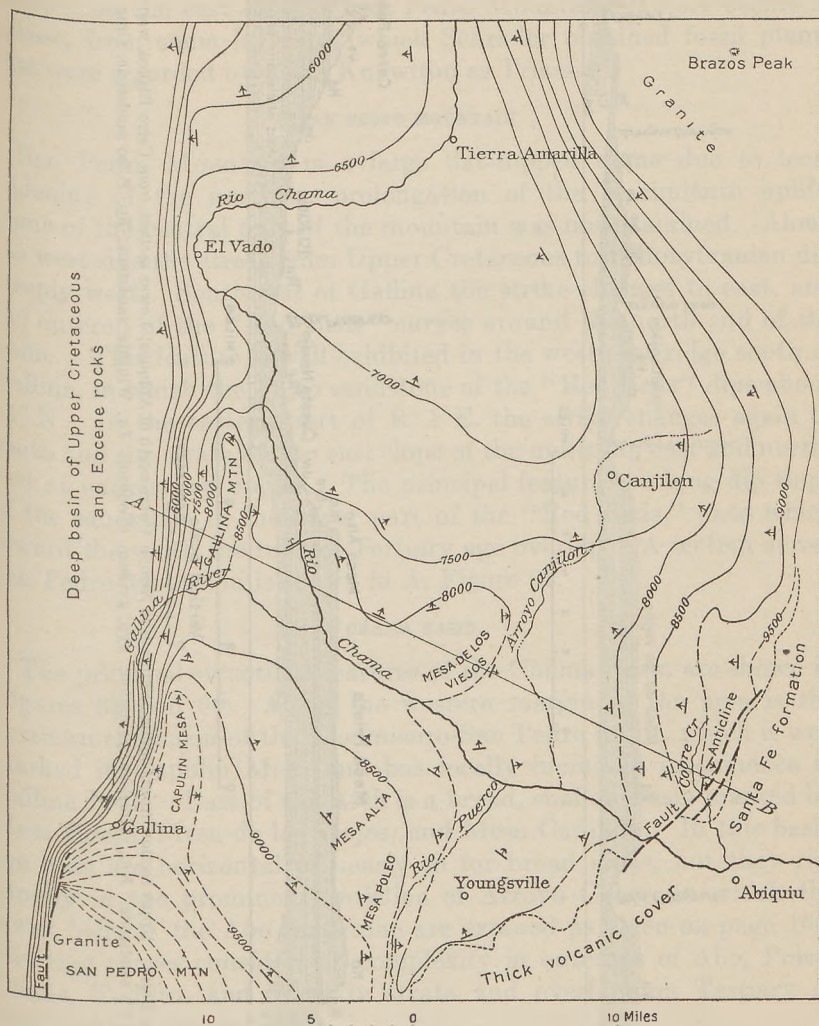 Brazos Peak
Granite
6000
Tierra Amarilla
6500
Rio Chama
El Vado
Deep basin of Upper Cretaceous
and Eocene rocks
7000
Canjilon
9000
6000
7000
7500
8000
8500
GALLINA MTN
A
7500
Rio
Chama
Arroyo Canjilon
8000
8000
8500
9500
Gallina River
MESA DE LOS
VIEJOS
CAPULIN MESA
8500
MESA ALTA
9000
Cobre Cr
Anticline
Santa Fe formation
B
Gallina
Fault
Rio Puerco
MESA POLEO
Youngsville
Abiquiu
Thick volcanic cover
9500
Granite
SAN PEDRO MTN
Fault
10 5 0 10 Miles